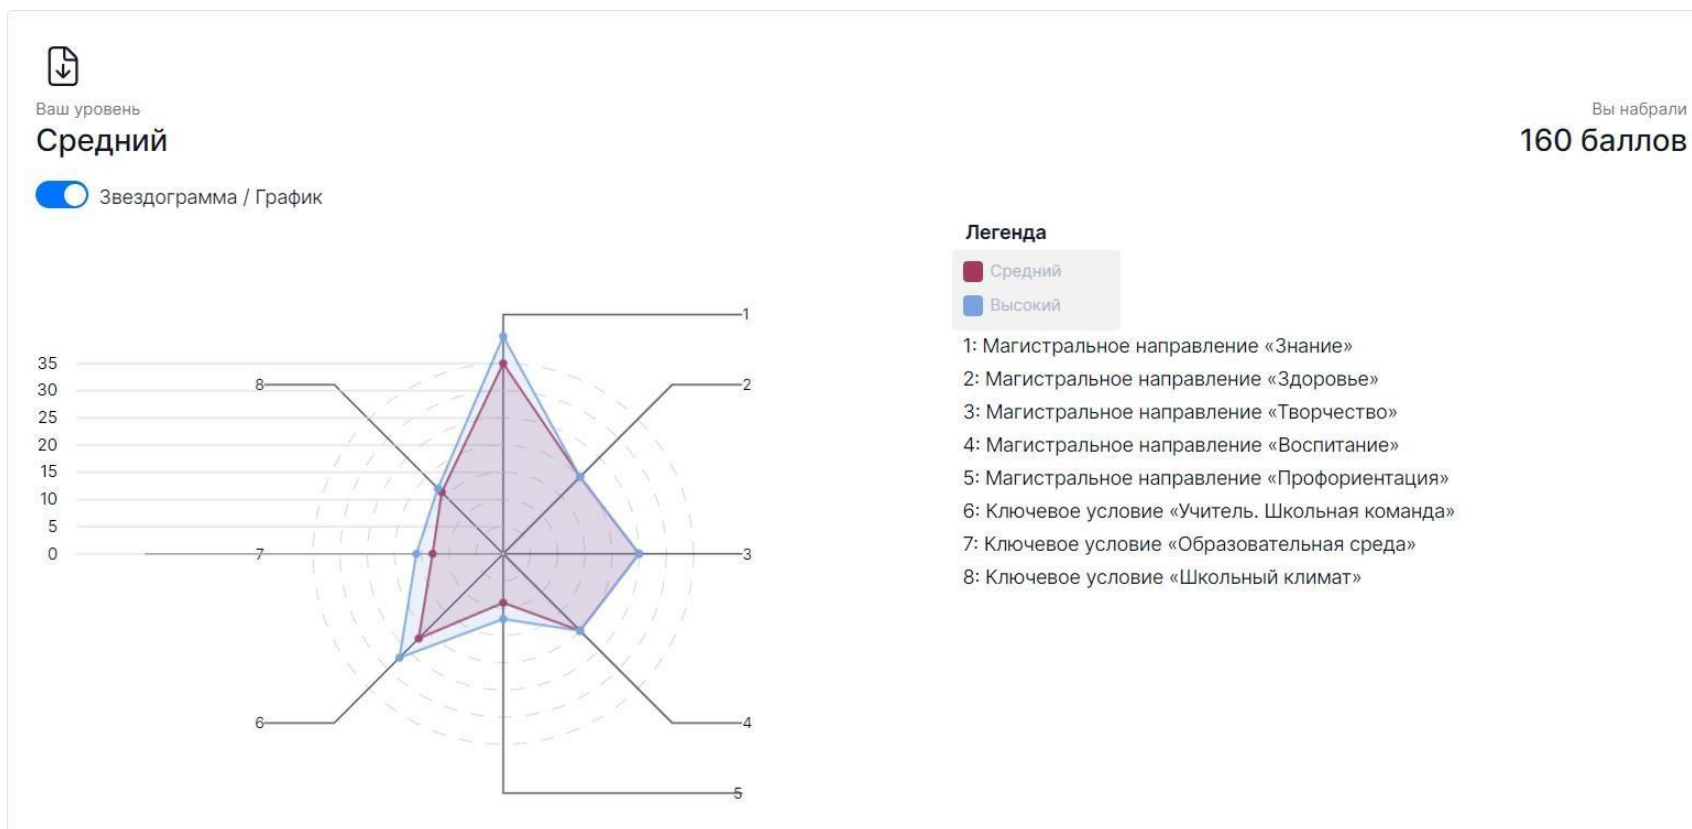 Ваш уровень
Средний
Вы набрали
160 баллов
Звездограмма / График
35
30
25
20
15
10
5
0
1
2
3
4
5
6
7
8
Легенда
Средний
Высокий
1: Магистральное направление «Знание»
2: Магистральное направление «Здоровье»
3: Магистральное направление «Творчество»
4: Магистральное направление «Воспитание»
5: Магистральное направление «Профориентация»
6: Ключевое условие «Учитель. Школьная команда»
7: Ключевое условие «Образовательная среда»
8: Ключевое условие «Школьный климат»